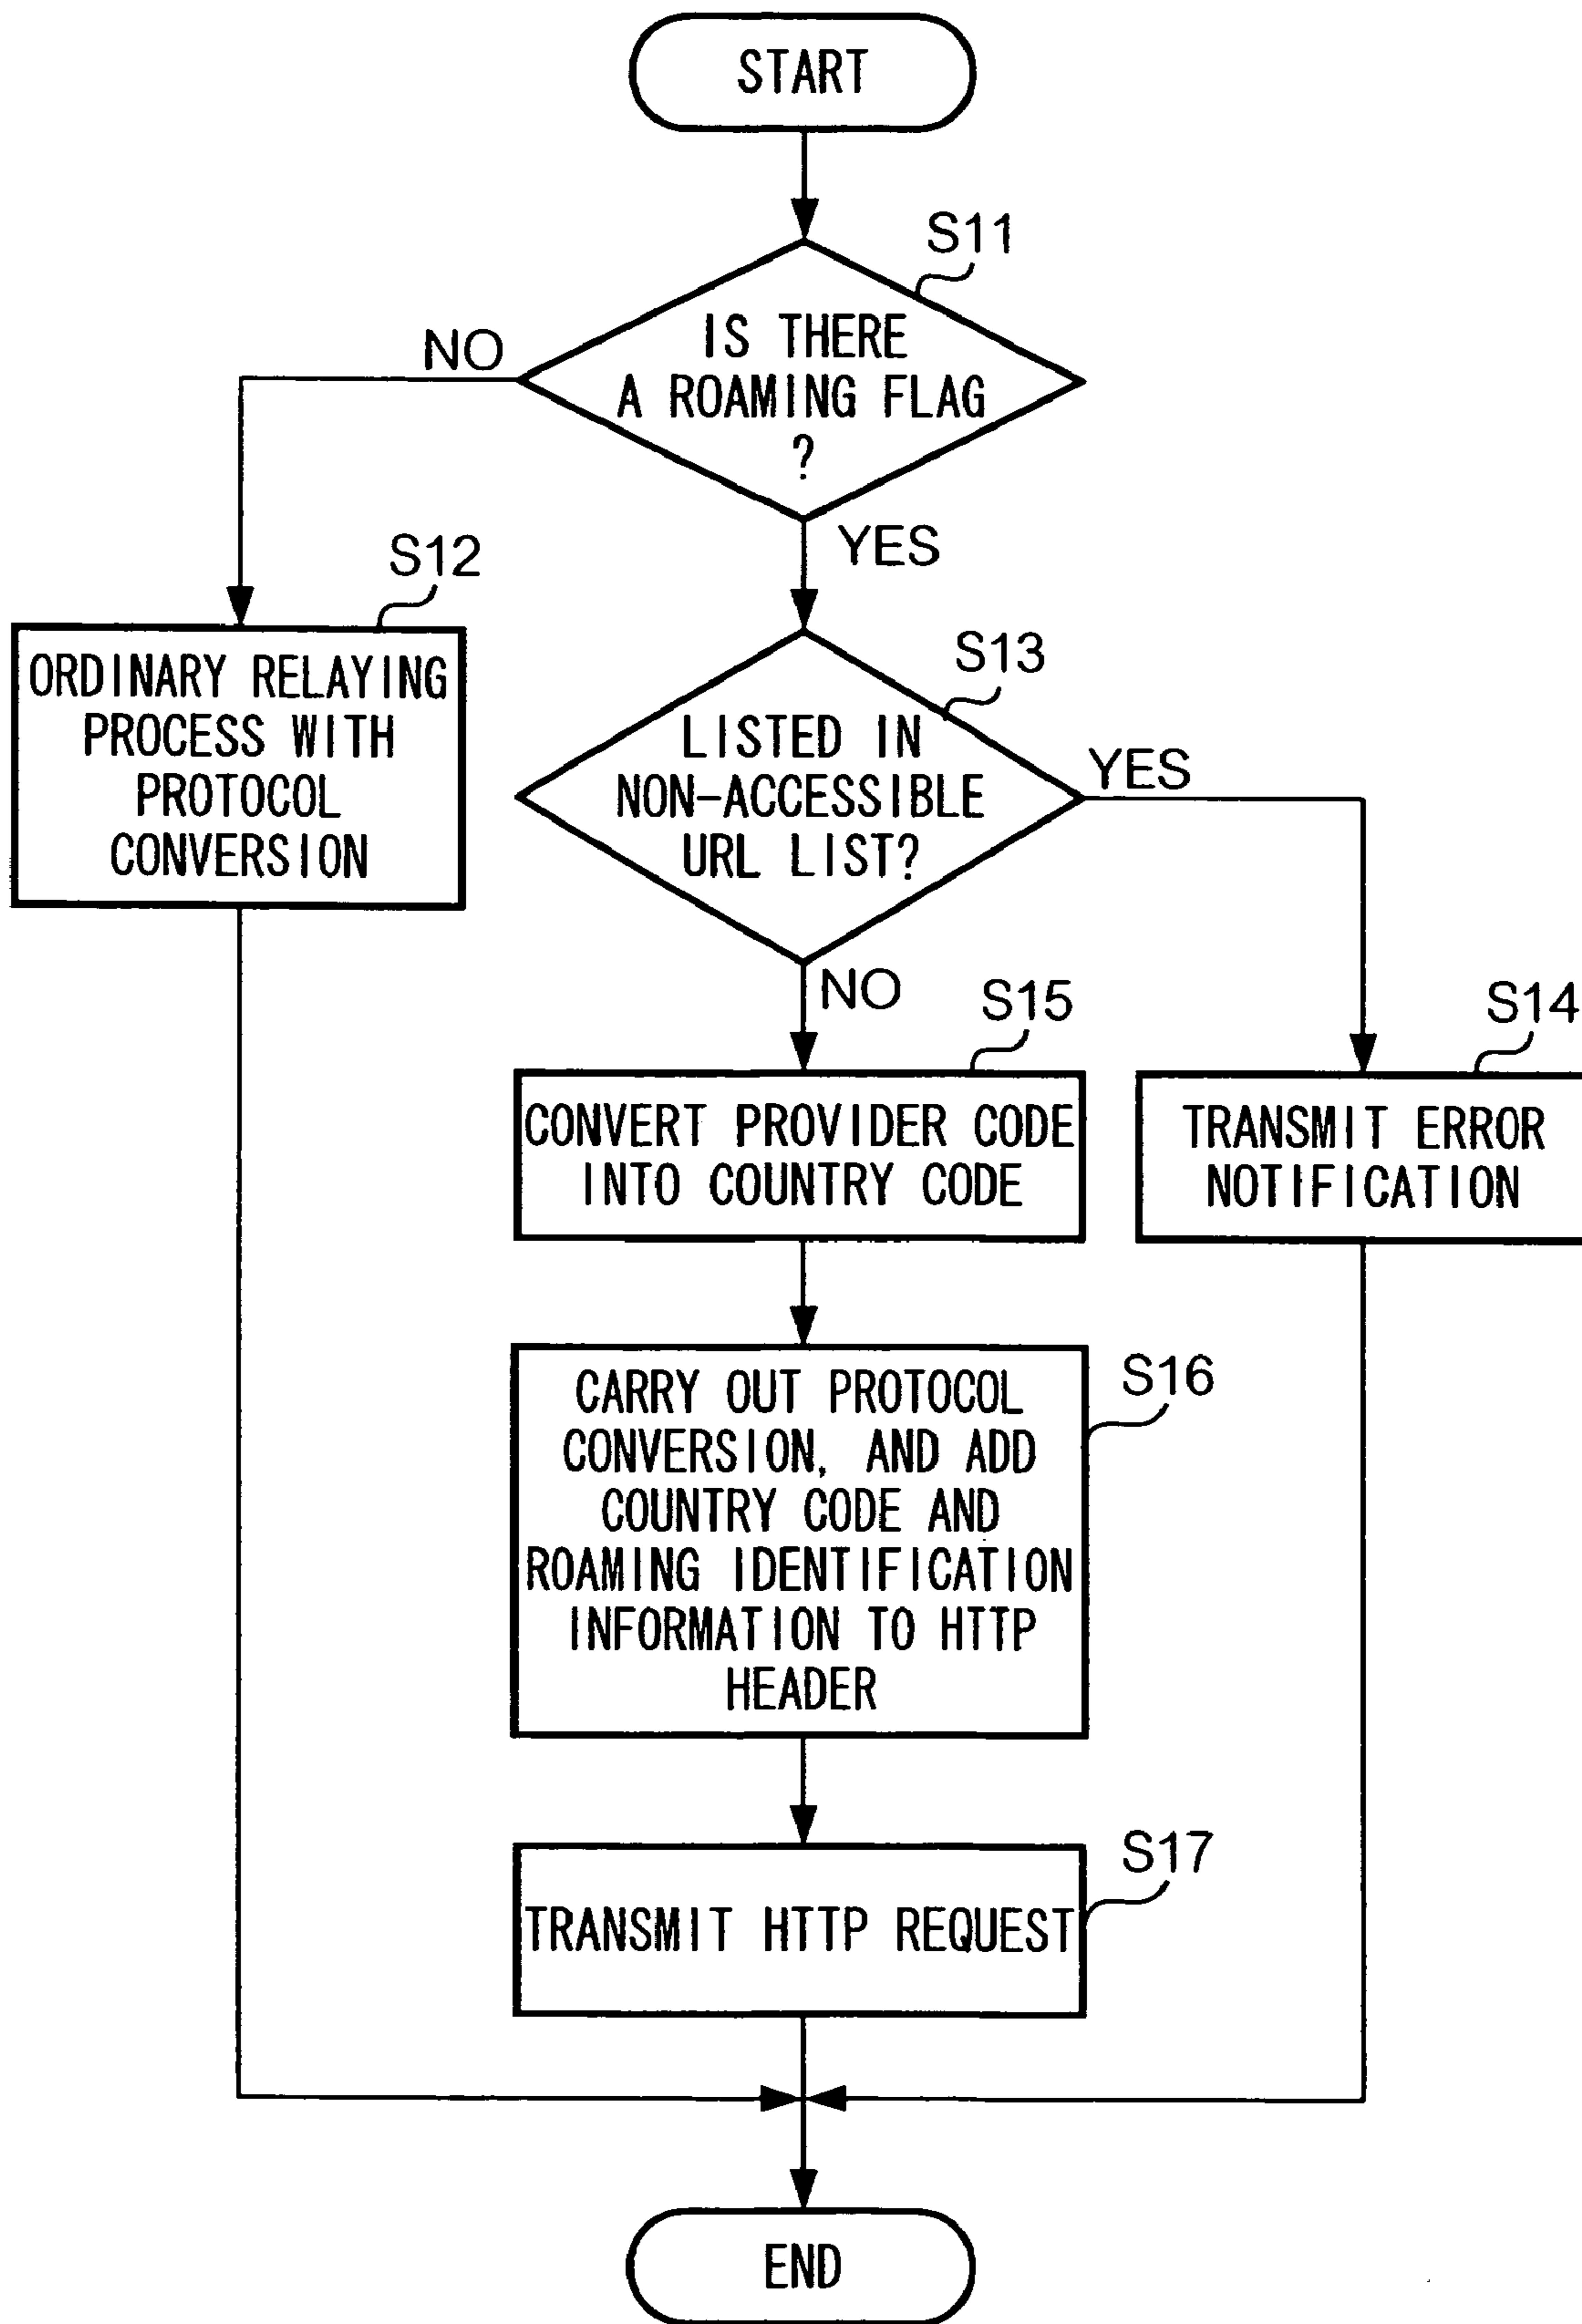 START
S11
IS THERE
A ROAMING FLAG
?
NO
YES
S12
ORDINARY RELAYING
PROCESS WITH
PROTOCOL
CONVERSION
S13
LISTED IN
NON-ACCESSIBLE
URL LIST?
YES
NO
S15
CONVERT PROVIDER CODE
INTO COUNTRY CODE
S14
TRANSMIT ERROR
NOTIFICATION
S16
CARRY OUT PROTOCOL
CONVERSION, AND ADD
COUNTRY CODE AND
ROAMING IDENTIFICATION
INFORMATION TO HTTP
HEADER
S17
TRANSMIT HTTP REQUEST
END